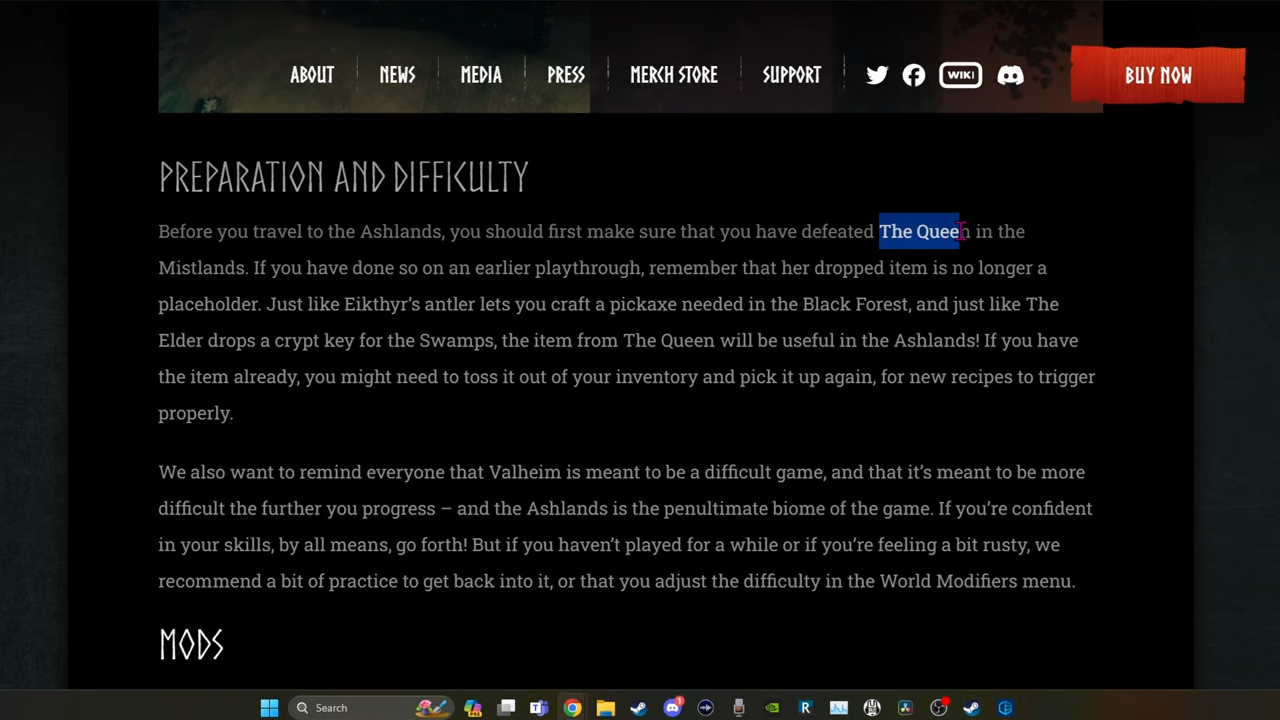 ABOUT NEWS MEDIA PRESS MERCH STORE SUPPORT WIKI BUY NOW
PREPARATION AND DIFFICULTY
Before you travel to the Ashlands, you should first make sure that you have defeated The Queen in the
Mistlands. If you have done so on an earlier playthrough, remember that her dropped item is no longer a
placeholder. Just like Eikthyr’s antler lets you craft a pickaxe needed in the Black Forest, and just like The
Elder drops a crypt key for the Swamps, the item from The Queen will be useful in the Ashlands! If you have
the item already, you might need to toss it out of your inventory and pick it up again, for new recipes to trigger
properly.
We also want to remind everyone that Valheim is meant to be a difficult game, and that it’s meant to be more
difficult the further you progress – and the Ashlands is the penultimate biome of the game. If you’re confident
in your skills, by all means, go forth! But if you haven’t played for a while or if you’re feeling a bit rusty, we
recommend a bit of practice to get back into it, or that you adjust the difficulty in the World Modifiers menu.
MODS
Search